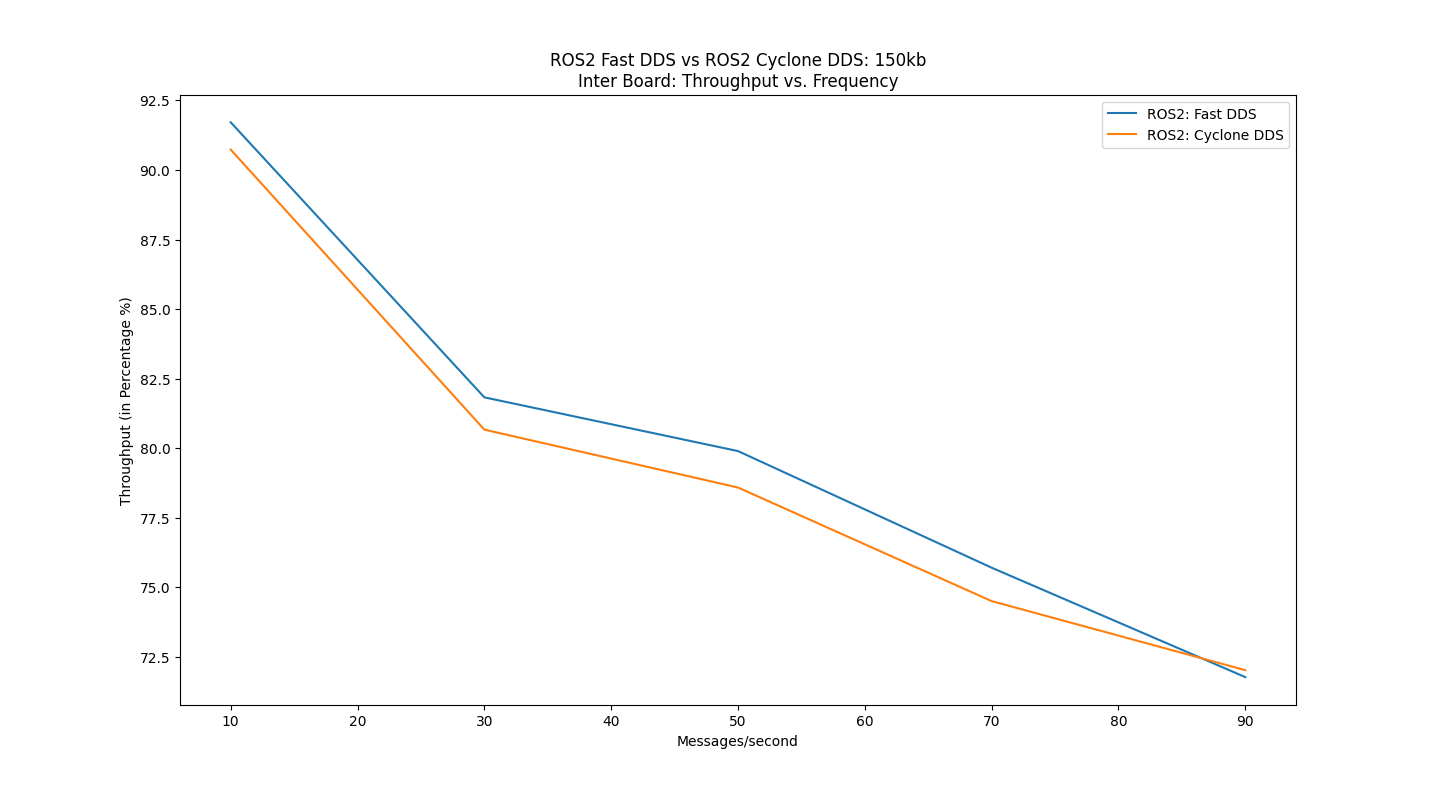 ROS2 Fast DDS vs ROS2 Cyclone DDS: 150kb
Inter Board: Throughput vs. Frequency
ROS2: Fast DDS
ROS2: Cyclone DDS
Throughput (in Percentage %)
92.5
90.0
87.5
85.0
82.5
80.0
77.5
75.0
72.5
10 20 30 40 50 60 70 80 90
Messages/second